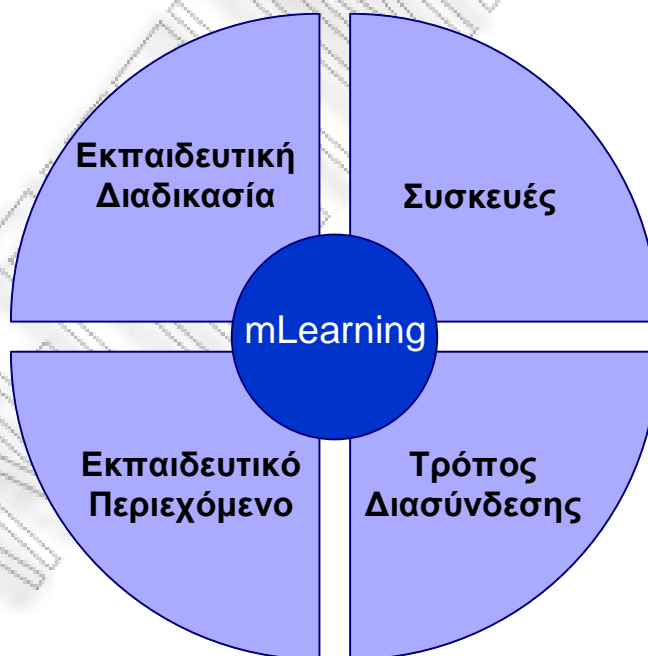 Εκπαιδευτική
Διαδικασία
Συσκευές
mLearning
Εκπαιδευτικό
Περιεχόμενο
Τρόπος
Διασύνδεσης